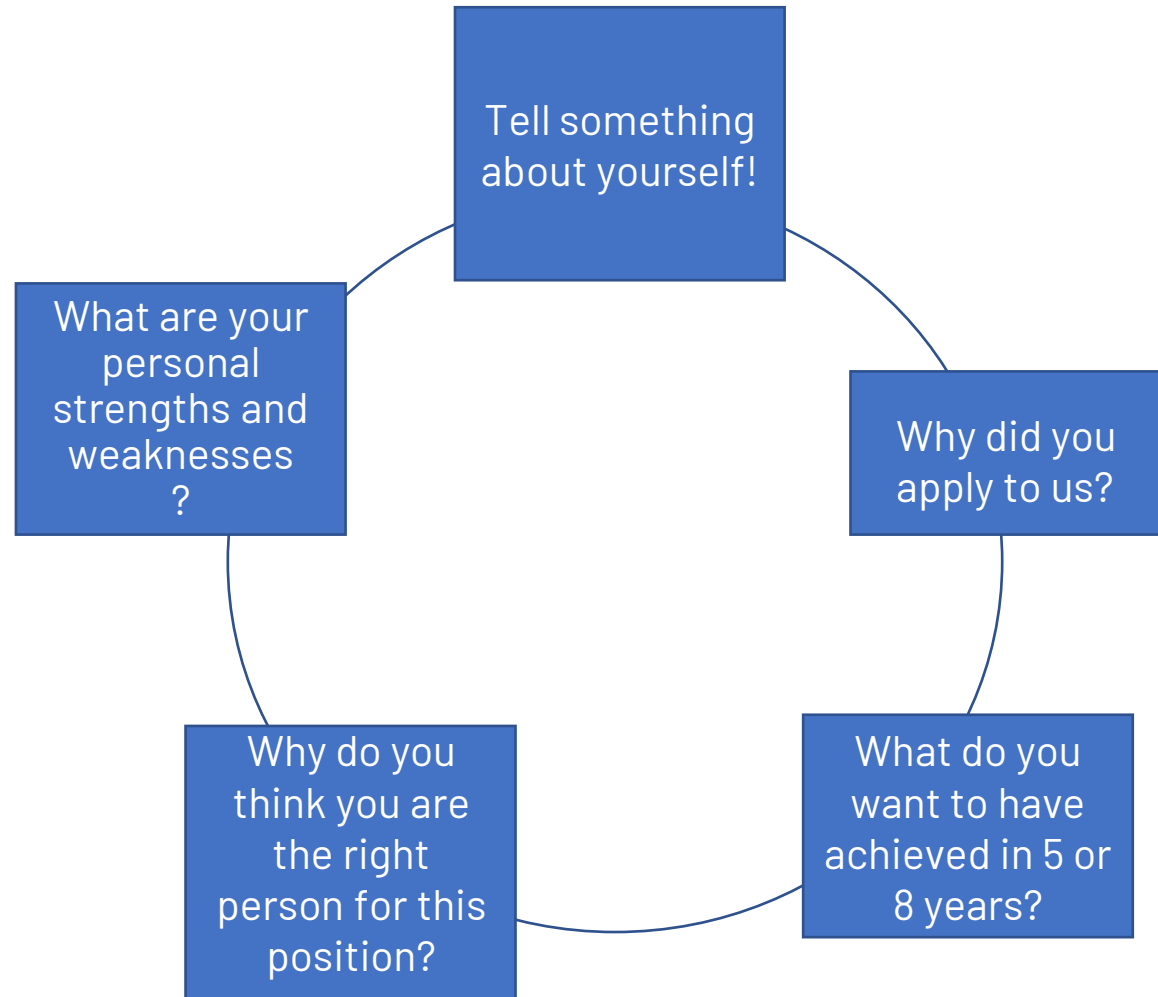 Tell something
about yourself!
Why did you
apply to us?
What do you
want to have
achieved in 5 or
8 years?
Why do you
think you are
the right
person for this
position?
What are your
personal
strengths and
weaknesses
?